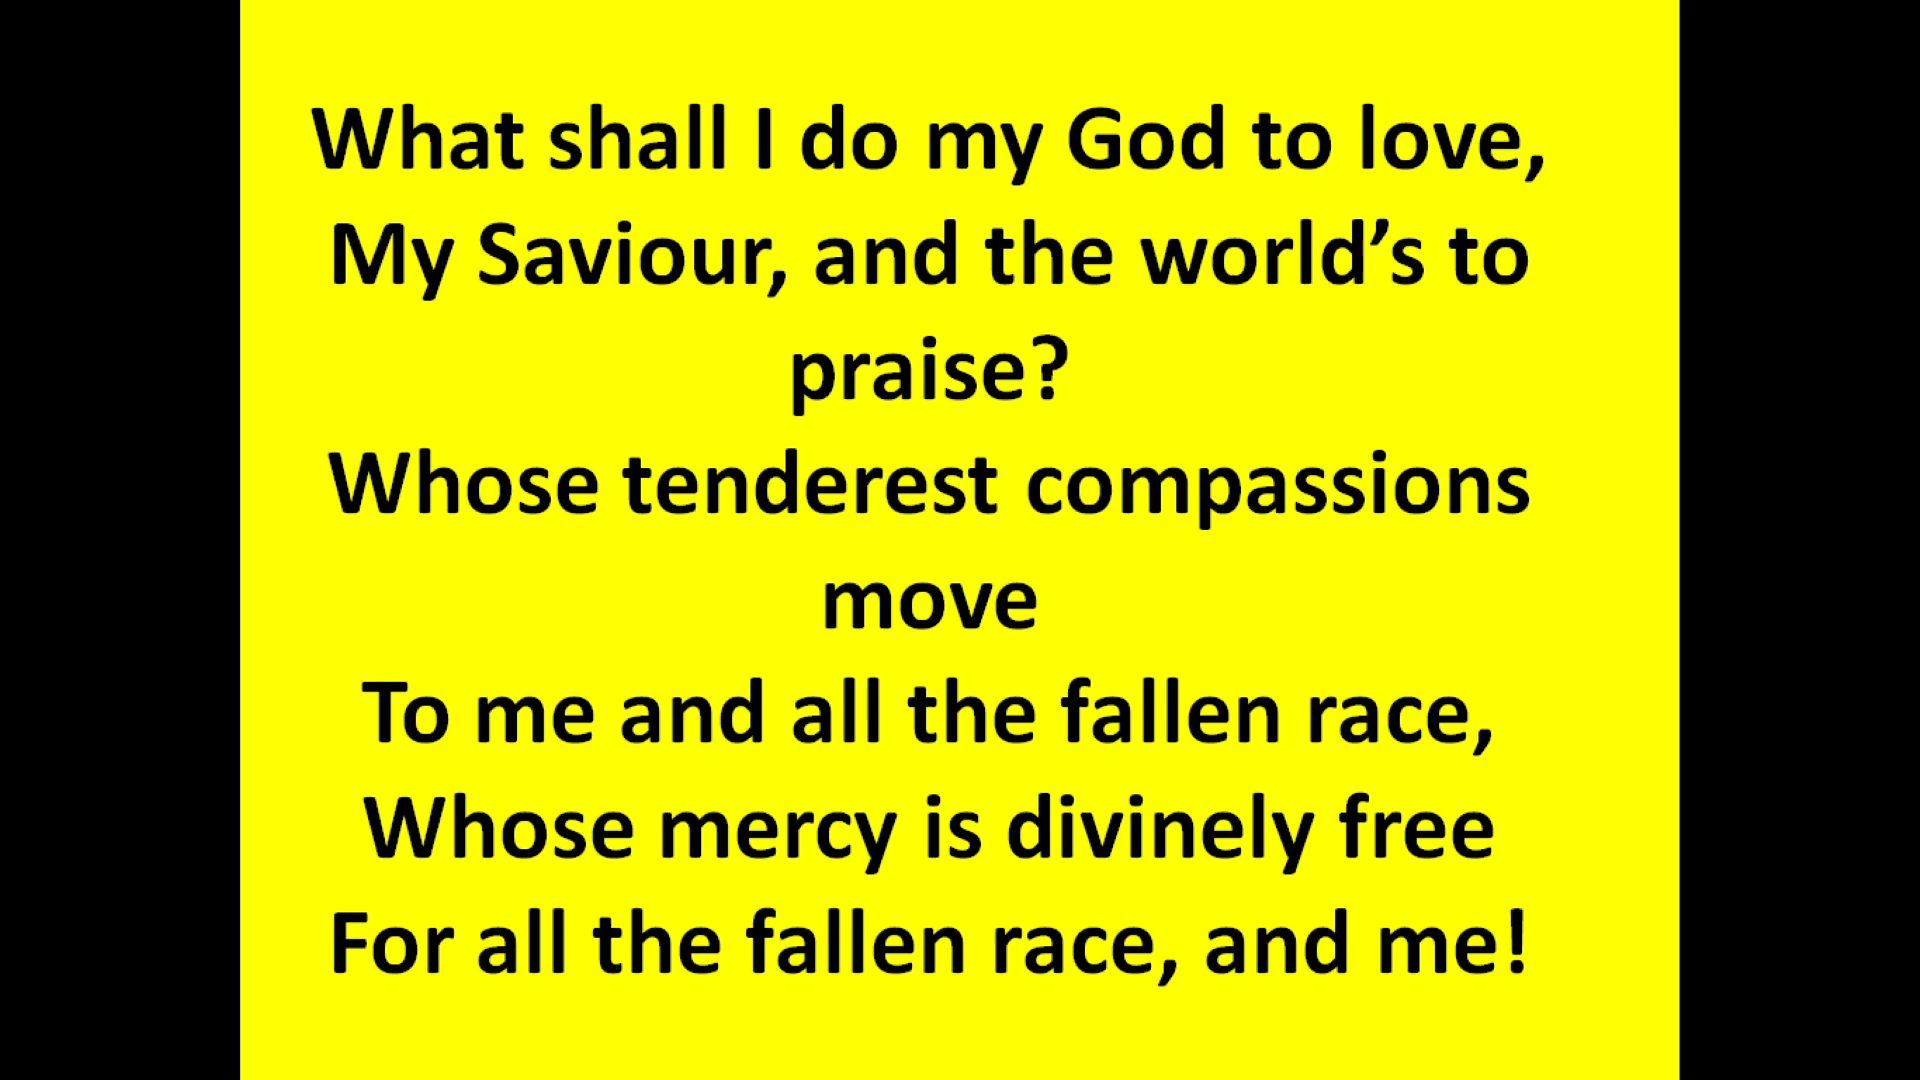 What shall I do my God to love,
My Saviour, and the world’s to
praise?
Whose tenderest compassions
move
To me and all the fallen race,
Whose mercy is divinely free
For all the fallen race, and me!